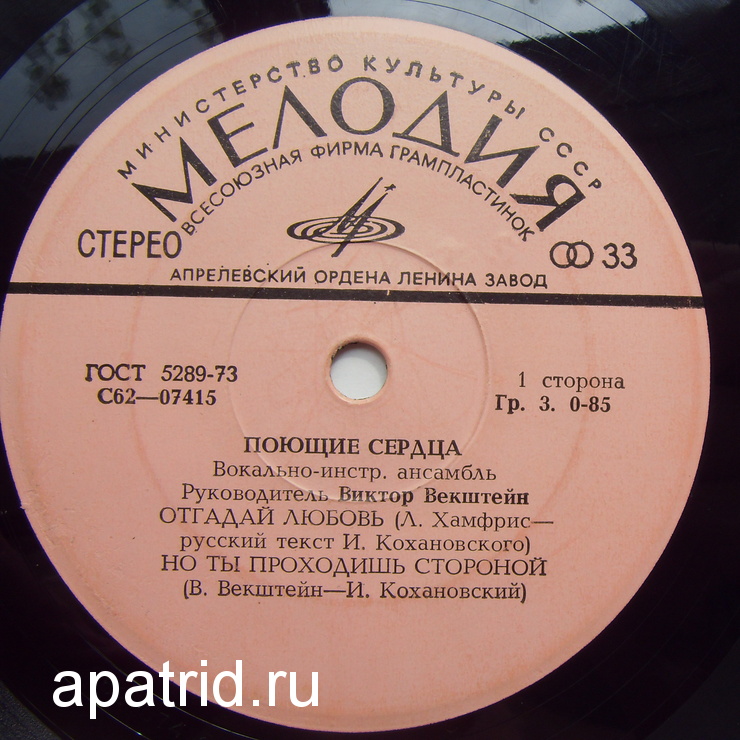 МИНИСТЕРСТВО КУЛЬТУРЫ СССР
МЕЛОДИЯ
ВСЕСОЮЗНАЯ ФИРМА ГРАМПЛАСТИНОК
СТЕРЕО
33
АПРЕЛЕВСКИЙ ОРДЕНА ЛЕНИНА ЗАВОД
ГОСТ 5289-73
С62—07415
1 сторона
Гр. 3. 0-85
ПОЮЩИЕ СЕРДЦА
Вокально-инстр. ансамбль
Руководитель Виктор Векштейн
ОТГАДАЙ ЛЮБОВЬ (Л. Хамфрис—
русский текст И. Кохановского)
НО ТЫ ПРОХОДИШЬ СТОРОНОЙ
(В. Векштейн—И. Кохановский)
apatrid.ru